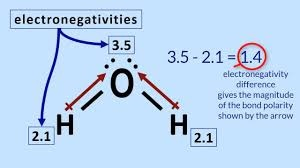 electronegativities
3.5
3.5 - 2.1 = 1.4
O
electronegativity
difference
gives the magnitude
of the bond polarity
shown by the arrow
2.1 H
H 2.1